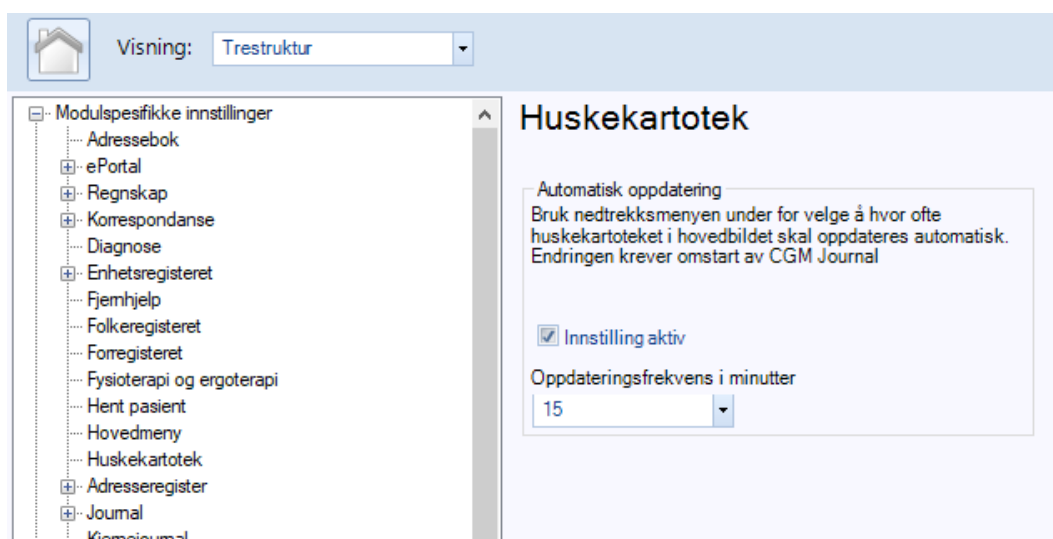 Visning:
Trestruktur
Modulspesifikke innstillinger
Adressebok
ePortal
Regnskap
Korrespondanse
Diagnose
Enhetsregisteret
Fjernhjelp
Folkeregisteret
Forregisteret
Fysioterapi og ergoterapi
Hent pasient
Hovedmeny
Huskekartotek
Adresseregister
Journal
Kjernejournal
Huskekartotek
Automatisk oppdatering
Bruk nedtrekksmenyen under for velge å hvor ofte
huskekartoteket i hovedbildet skal oppdateres automatisk.
Endringen krever omstart av CGM Journal
Innstilling aktiv
Oppdateringsfrekvens i minutter
15